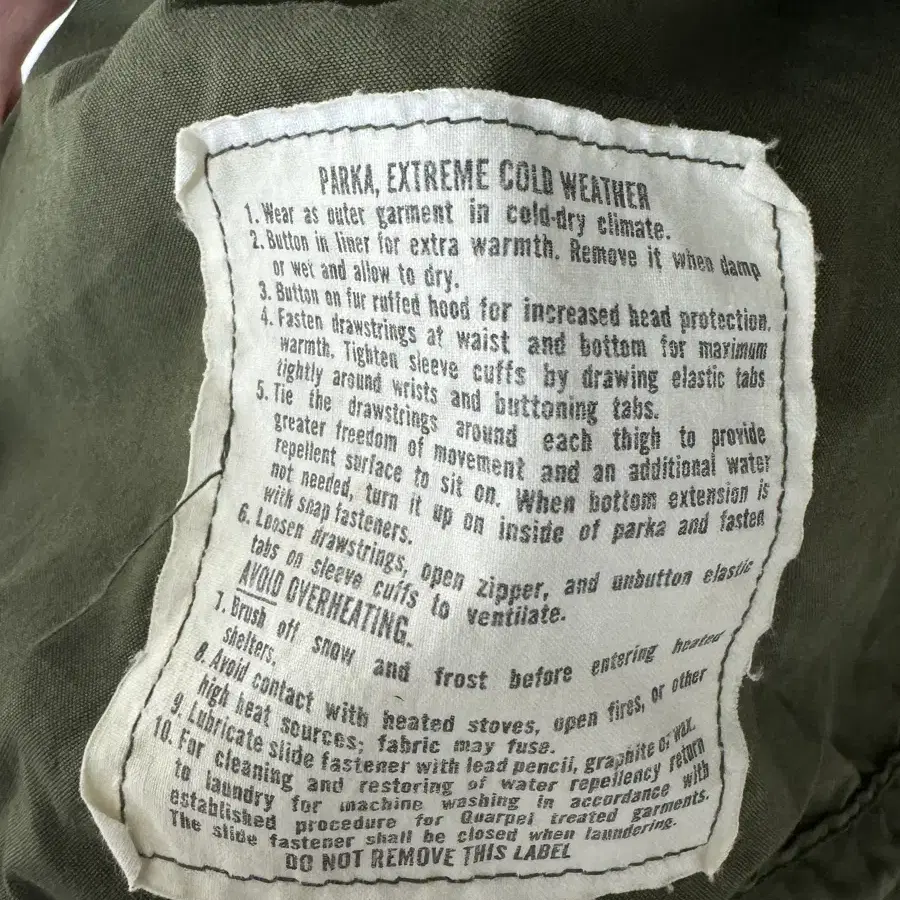 PARKA, EXTREME COLD WEATHER
1. Wear as outer garment in cold-dry climate.
2. Button in liner for extra warmth. Remove it when damp
or wet and allow to dry.
3. Button on fur ruffed hood for increased head protection.
4. Fasten drawstrings at waist and bottom for maximum
warmth. Tighten sleeve cuffs by drawing elastic tabs
tightly around wrists and buttoning tabs.
5. Tie the drawstrings around each thigh to provide
greater freedom of movement and an additional water
repellent surface to sit on. When bottom extension is
not needed, turn it up on inside of parka and fasten
with snap fasteners.
6. Loosen drawstrings, open zipper, and unbutton elastic
tabs on sleeve cuffs to ventilate.
AVOID OVERHEATING.
7. Brush off snow and frost before entering heated
shelters.
8. Avoid contact with heated stoves, open fires, or other
high heat sources; fabric may fuse.
9. Lubricate slide fastener with lead pencil, graphite or wax.
10. For cleaning and restoring of water repellency return
to laundry for machine washing in accordance with
established procedure for Quarpel treated garments.
The slide fastener shall be closed when laundering.
DO NOT REMOVE THIS LABEL